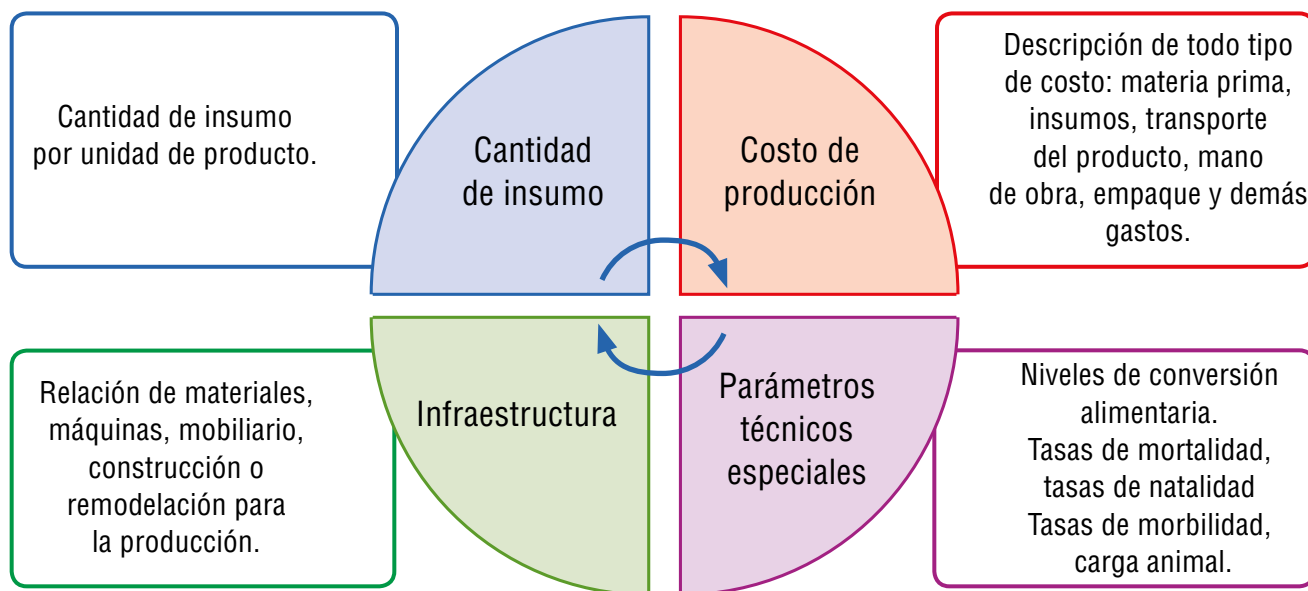 Cantidad de insumo
por unidad de producto.
Cantidad
de insumo
Costo de
producción
Descripción de todo tipo
de costo: materia prima,
insumos, transporte
del producto, mano
de obra, empaque y demás
gastos.
Relación de materiales,
máquinas, mobiliario,
construcción o
remodelación para
la producción.
Infraestructura
Parámetros
técnicos
especiales
Niveles de conversión
alimentaria.
Tasas de mortalidad,
tasas de natalidad
Tasas de morbilidad,
carga animal.